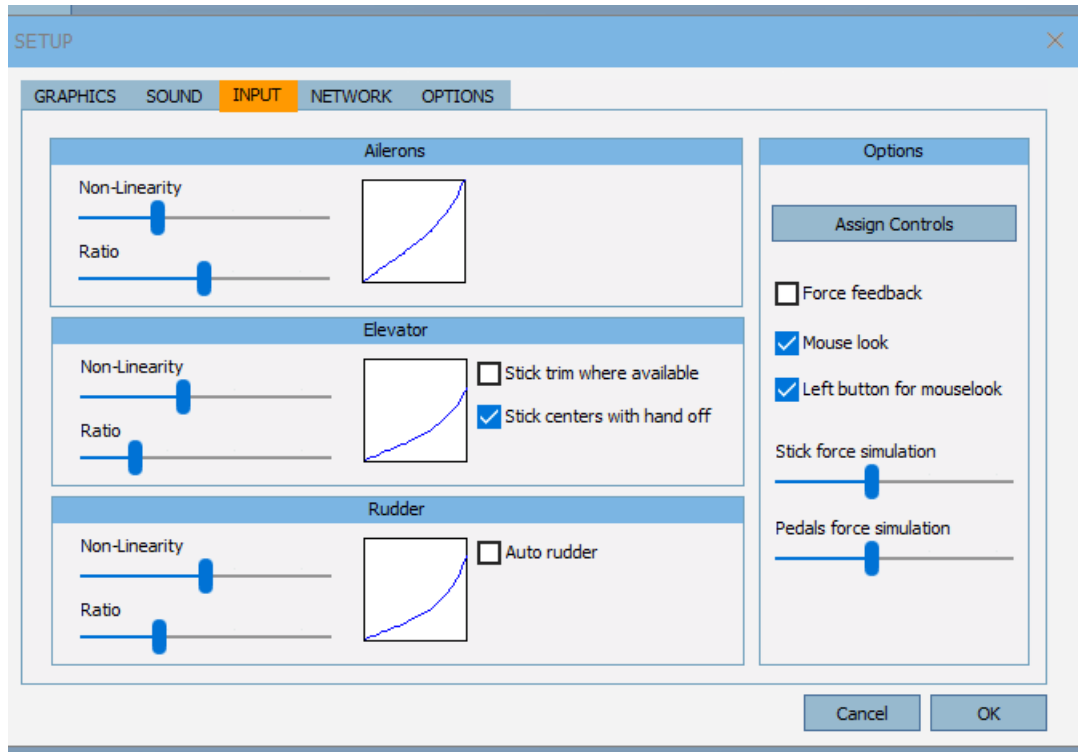 SETUP
GRAPHICS SOUND INPUT NETWORK OPTIONS
Ailerons
Non-Linearity
Ratio
Elevator
Non-Linearity
Ratio
Stick trim where available
Stick centers with hand off
Rudder
Non-Linearity
Ratio
Auto rudder
Options
Assign Controls
Force feedback
Mouse look
Left button for mouselook
Stick force simulation
Pedals force simulation
Cancel OK